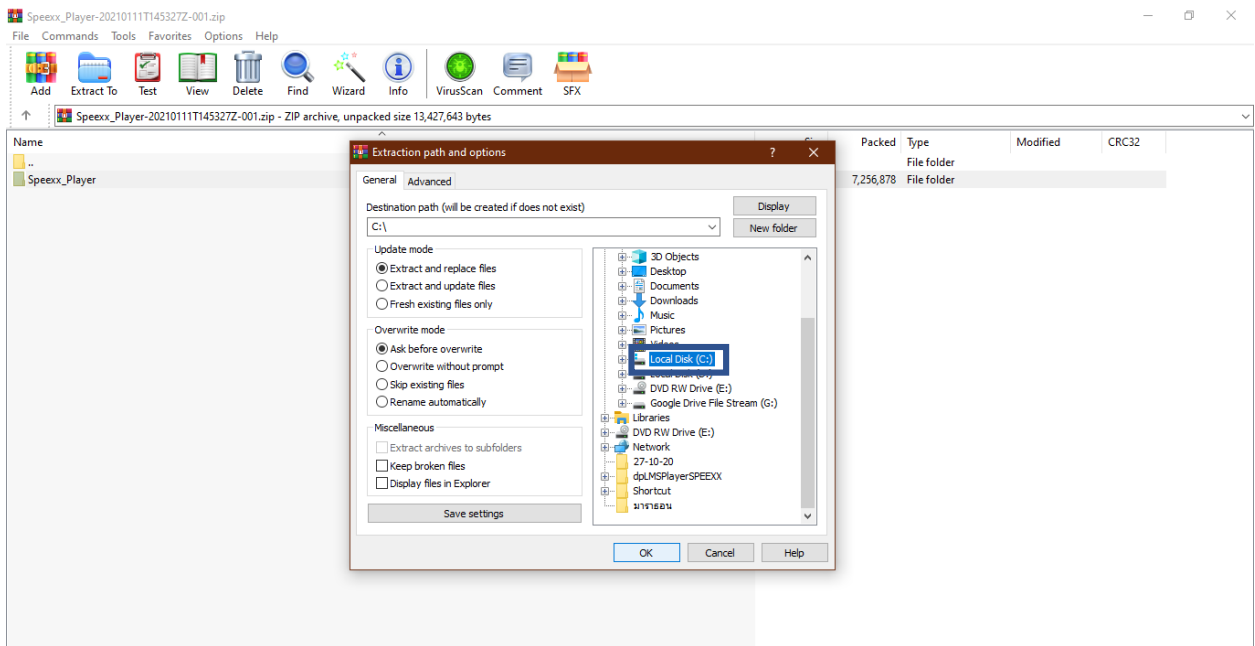 Speexx_Player-20210111T145327Z-001.zip
File Commands Tools Favorites Options Help
Add Extract To Test View Delete Find Wizard Info VirusScan Comment SFX
Speexx_Player-20210111T145327Z-001.zip - ZIP archive, unpacked size 13,427,643 bytes
Name Packed Type Modified CRC32
.. File folder
Speexx_Player 7,256,878 File folder
Extraction path and options ?
General Advanced
Destination path (will be created if does not exist)
Display
C:\
New folder
Update mode
Extract and replace files
Extract and update files
Fresh existing files only
Overwrite mode
Ask before overwrite
Overwrite without prompt
Skip existing files
Rename automatically
Miscellaneous
Extract archives to subfolders
Keep broken files
Display files in Explorer
Save settings
3D Objects
Desktop
Documents
Downloads
Music
Pictures
Local Disk (C:)
DVD RW Drive (E:)
Google Drive File Stream (G:)
Libraries
DVD RW Drive (E:)
Network
27-10-20
dpLMSPlayerSPEEXX
Shortcut
มาราธอน
OK Cancel Help